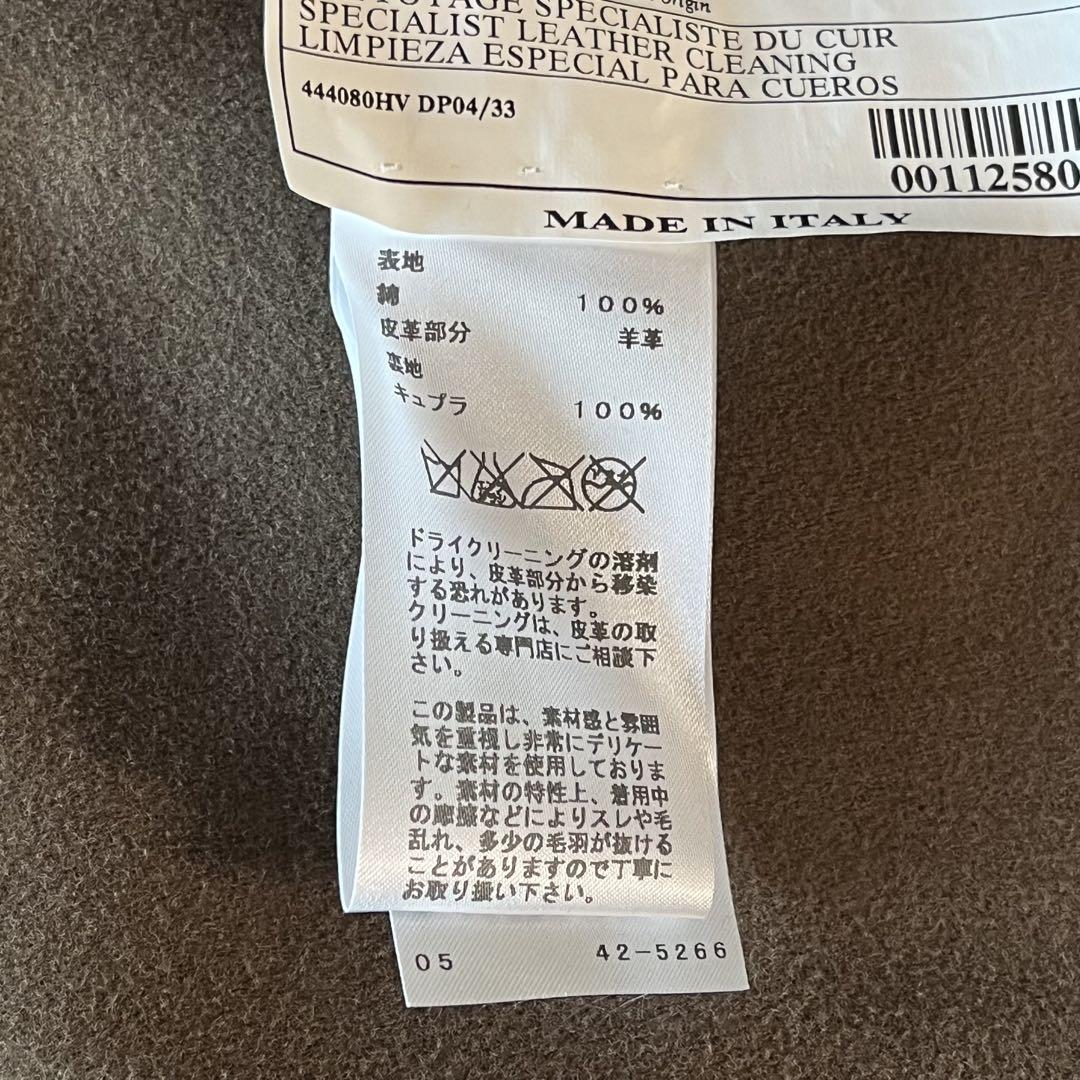 origin
SPECIALISTE DU CUIR
SPECIALIST LEATHER CLEANING
LIMPIEZA ESPECIAL PARA CUEROS
444080HV DP04/33
00112580
MADE IN ITALY
表地
綿 100%
皮革部分 羊革
裏地
キュプラ 100%
ドライクリーニングの溶剤
により、皮革部分から移染
する恐れがあります。
クリーニングは、皮革の取
り扱える専門店にご相談下
さい。
この製品は、素材感と雰囲
気を重視し非常にデリケー
トな素材を使用しておりま
す。素材の特性上、着用中
の摩擦などによりスレや毛
乱れ、多少の毛羽が抜ける
ことがありますので丁寧に
お取り扱い下さい。
05 42-5266